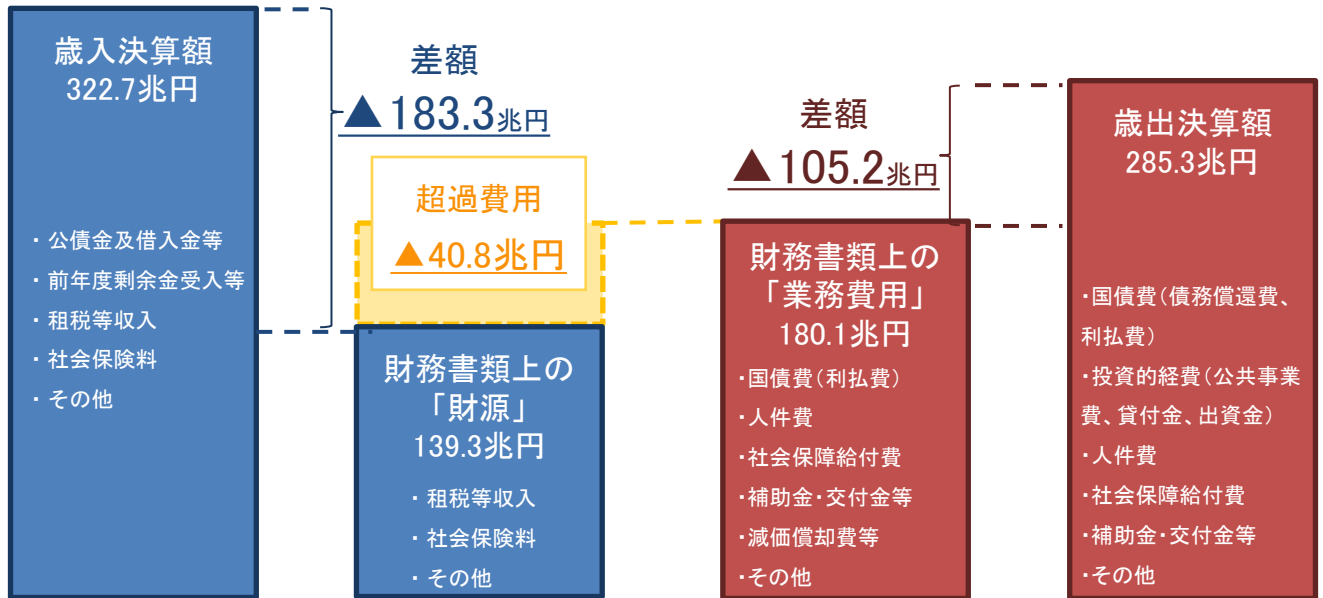 歳入決算額
322.7兆円
・公債金及借入金等
・前年度剰余金受入等
・租税等収入
・社会保険料
・その他
差額
▲183.3兆円
超過費用
▲40.8兆円
財務書類上の
「財源」
139.3兆円
・租税等収入
・社会保険料
・その他
差額
▲105.2兆円
財務書類上の
「業務費用」
180.1兆円
・国債費(利払費)
・人件費
・社会保障給付費
・補助金・交付金等
・減価償却費等
・その他
歳出決算額
285.3兆円
・国債費(債務償還費、
利払費)
・投資的経費(公共事業
費、貸付金、出資金)
・人件費
・社会保障給付費
・補助金・交付金等
・その他